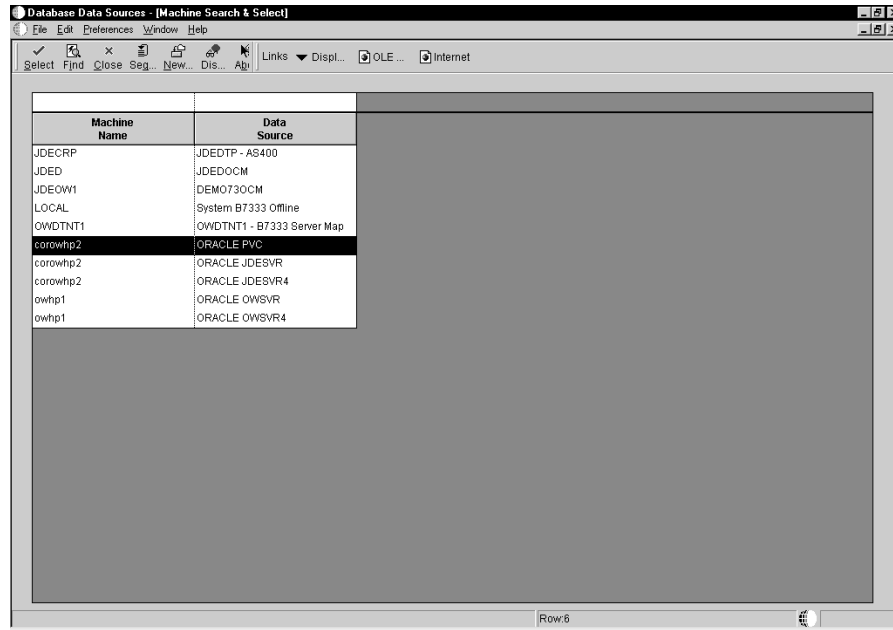 Database Data Sources - [Machine Search & Select]
File Edit Preferences Window Help
Select Find Close Seq... New... Dis... Abo Links Displ... OLE ... Internet
Machine Name Data Source
JDECRP JDEDTP - AS400
JDED JDEDOCM
JDEOW1 DEMO73OCM
LOCAL System B7333 Offline
OWDTNT1 OWDTNT1 - B7333 Server Map
corowhp2 ORACLE PVC
corowhp2 ORACLE JDESVR
corowhp2 ORACLE JDESVR4
owhp1 ORACLE OWSVR
owhp1 ORACLE OWSVR4
Row:6